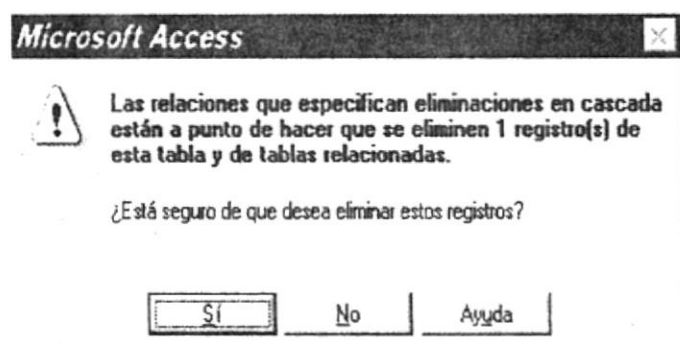 Microsoft Access
Las relaciones que especifican eliminaciones en cascada
están a punto de hacer que se eliminen 1 registro(s) de
esta tabla y de tablas relacionadas.
¿Está seguro de que desea eliminar estos registros?
Sí No Ayuda